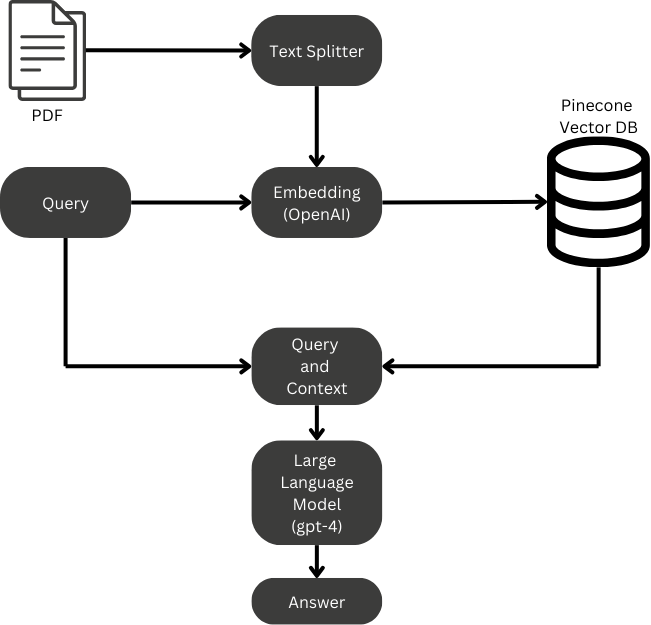 Text Splitter
PDF
Pinecone
Vector DB
Query
Embedding
(OpenAI)
Query
and
Context
Large
Language
Model
(gpt-4)
Answer